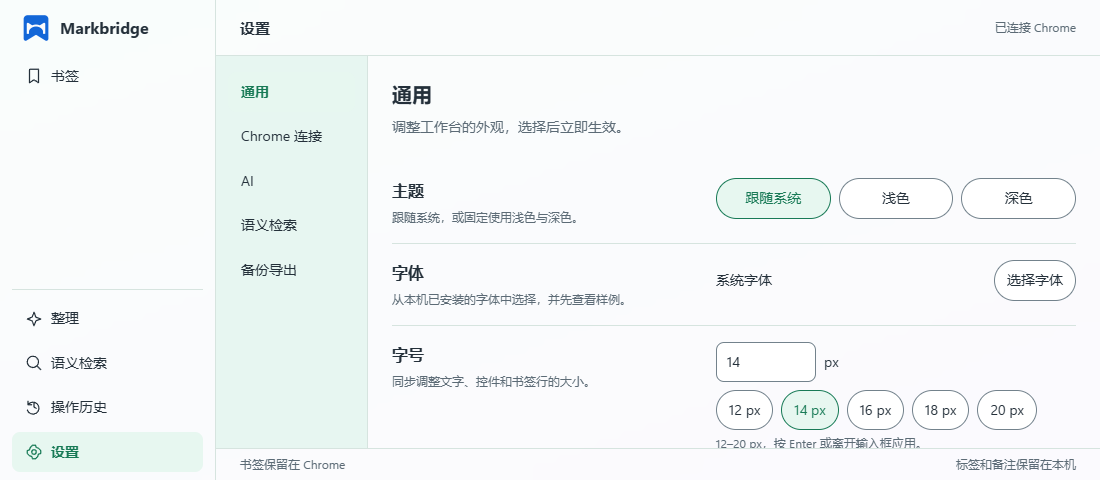 Markbridge
书签
整理
语义检索
操作历史
设置
设置
已连接 Chrome
通用
Chrome 连接
AI
语义检索
备份导出
通用
调整工作台的外观，选择后立即生效。
主题
跟随系统，或固定使用浅色与深色。
跟随系统
浅色
深色
字体
从本机已安装的字体中选择，并先查看样例。
系统字体
选择字体
字号
同步调整文字、控件和书签行的大小。
14
px
12 px
14 px
16 px
18 px
20 px
12–20 px，按 Enter 或离开输入框应用。
书签保留在 Chrome
标签和备注保留在本机